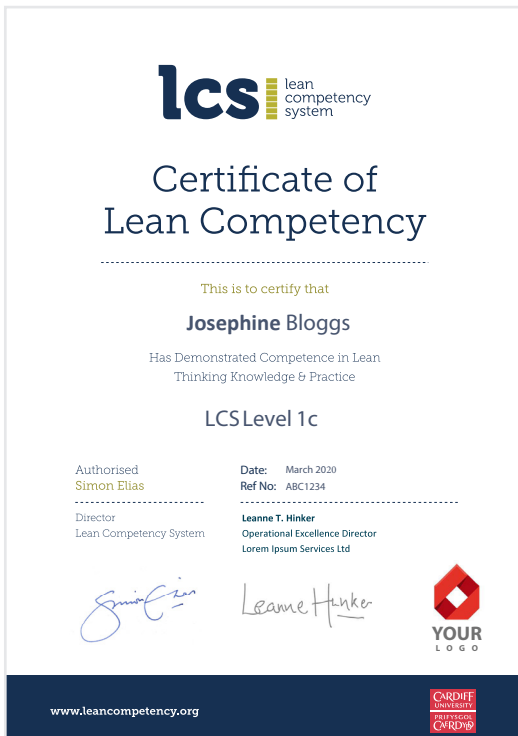 lcs
lean
competency
system
Certificate of
Lean Competency
This is to certify that
Josephine Bloggs
Has Demonstrated Competence in Lean
Thinking Knowledge & Practice
LCS Level 1c
Authorised
Simon Elias
Director
Lean Competency System
Date: March 2020
Ref No: ABC1234
Leanne T. Hinker
Operational Excellence Director
Lorem Ipsum Services Ltd
Simon Elias
Leanne Hinker
YOUR
LOGO
www.leancompetency.org
CARDIFF
UNIVERSITY
PRIFYSGOL
CAERDYDD